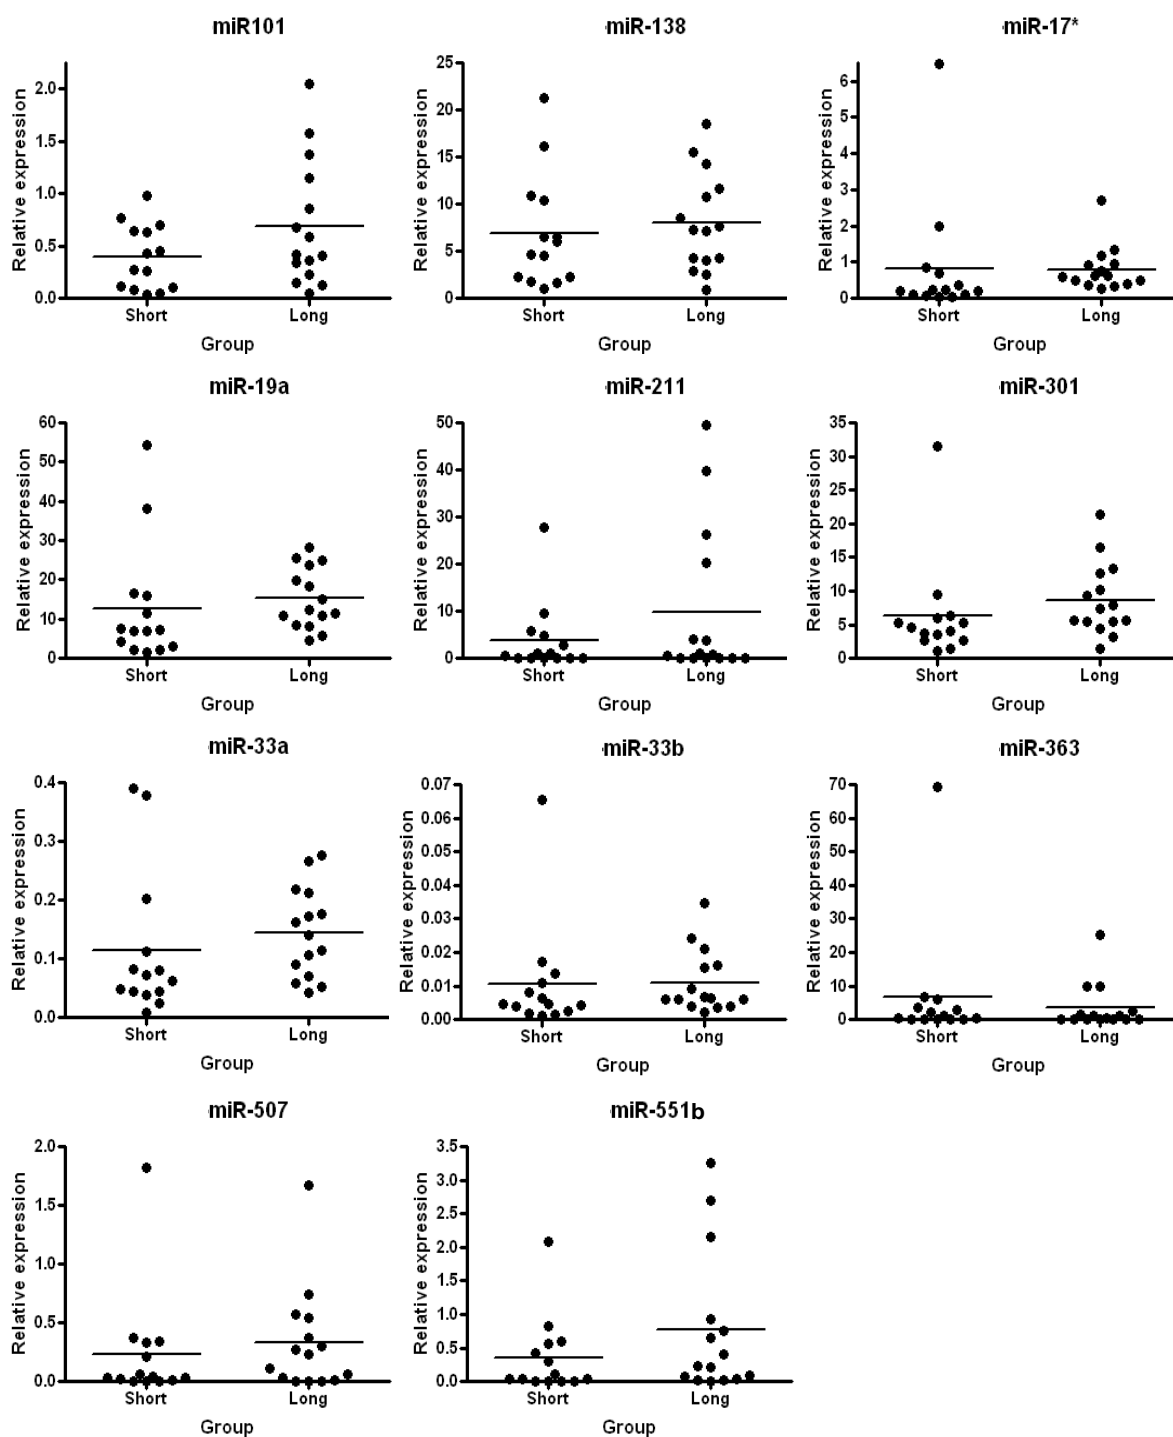 miR101
miR-138
miR-17*
Relative expression
2.0
1.5
1.0
0.5
0.0
Short
Long
Group
Relative expression
25
20
15
10
5
0
Short
Long
Group
Relative expression
6
5
4
3
2
1
0
Short
Long
Group
miR-19a
miR-211
miR-301
Relative expression
60
50
40
30
20
10
0
Short
Long
Group
Relative expression
50
40
30
20
10
0
Short
Long
Group
Relative expression
35
30
25
20
15
10
5
0
Short
Long
Group
miR-33a
miR-33b
miR-363
Relative expression
0.4
0.3
0.2
0.1
0.0
Short
Long
Group
Relative expression
0.07
0.06
0.05
0.04
0.03
0.02
0.01
0.00
Short
Long
Group
Relative expression
70
60
50
40
30
20
10
0
Short
Long
Group
miR-507
miR-551b
Relative expression
2.0
1.5
1.0
0.5
0.0
Short
Long
Group
Relative expression
3.5
3.0
2.5
2.0
1.5
1.0
0.5
0.0
Short
Long
Group